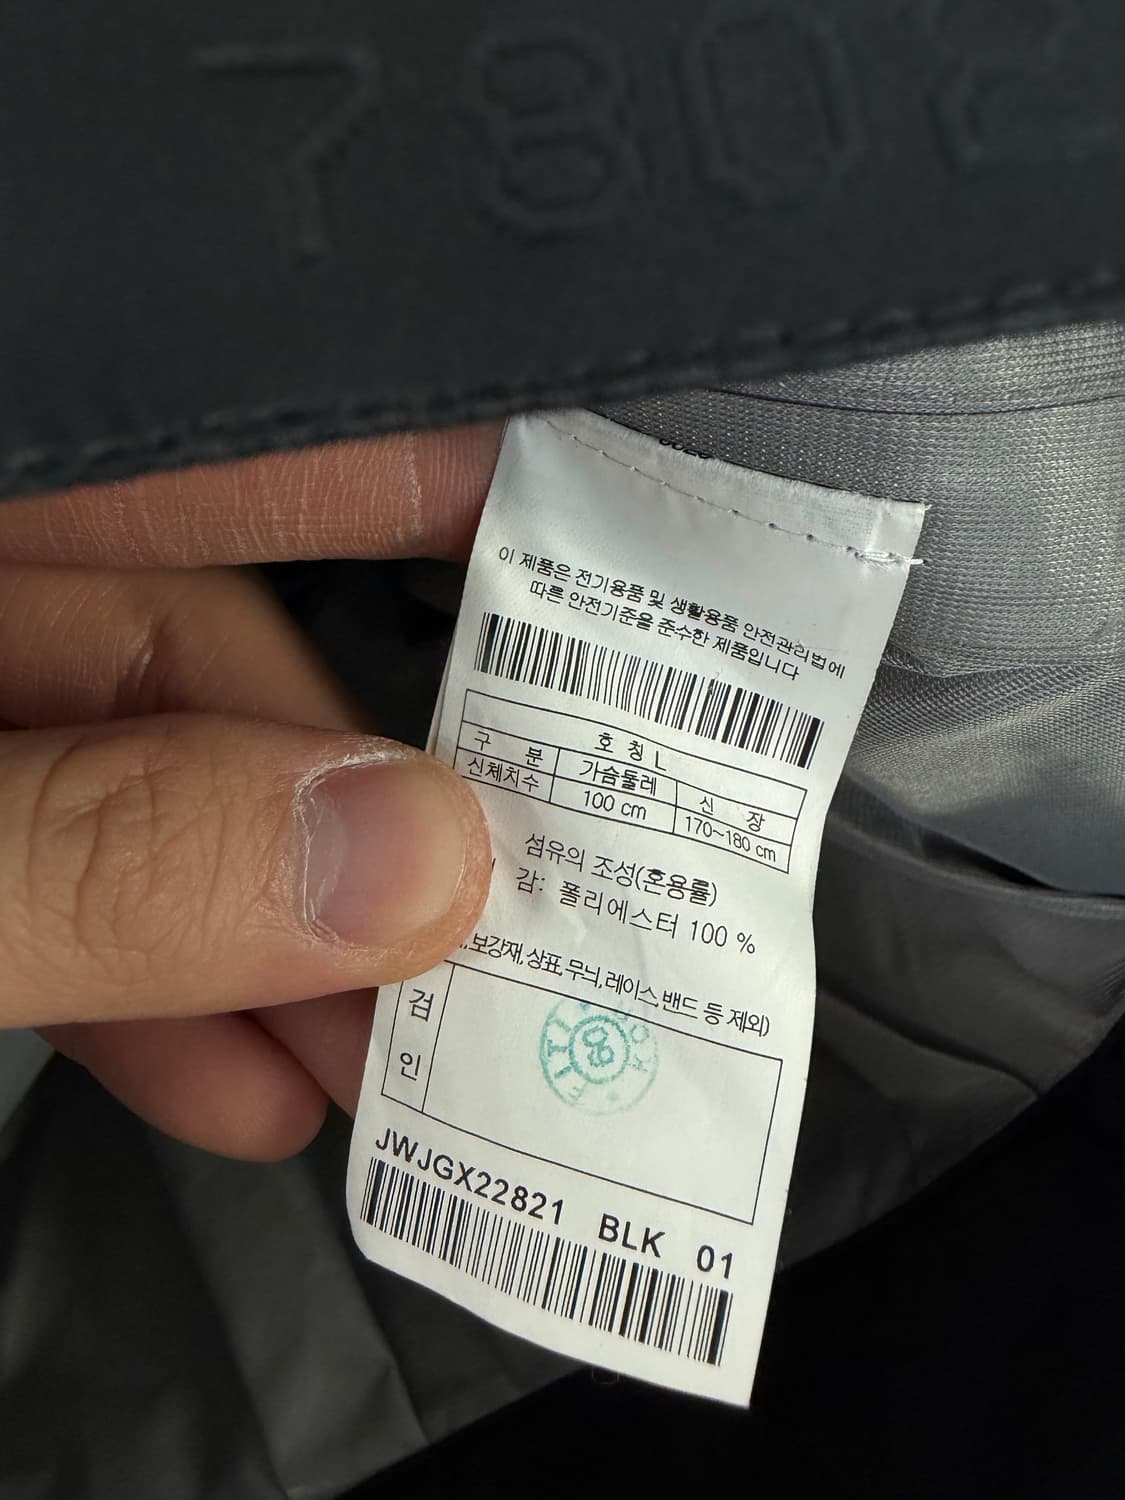 780
이 제품은 전기용품 및 생활용품 안전관리법에
따른 안전기준을 준수한 제품입니다
호 칭 L
구 분 가슴둘레 신 장
신체치수 100 cm 170~180 cm
섬유의 조성(혼용률)
감: 폴리에스터 100 %
보강재, 상표, 무늬, 레이스, 밴드 등 제외)
검
인
JWJGX22821 BLK 01